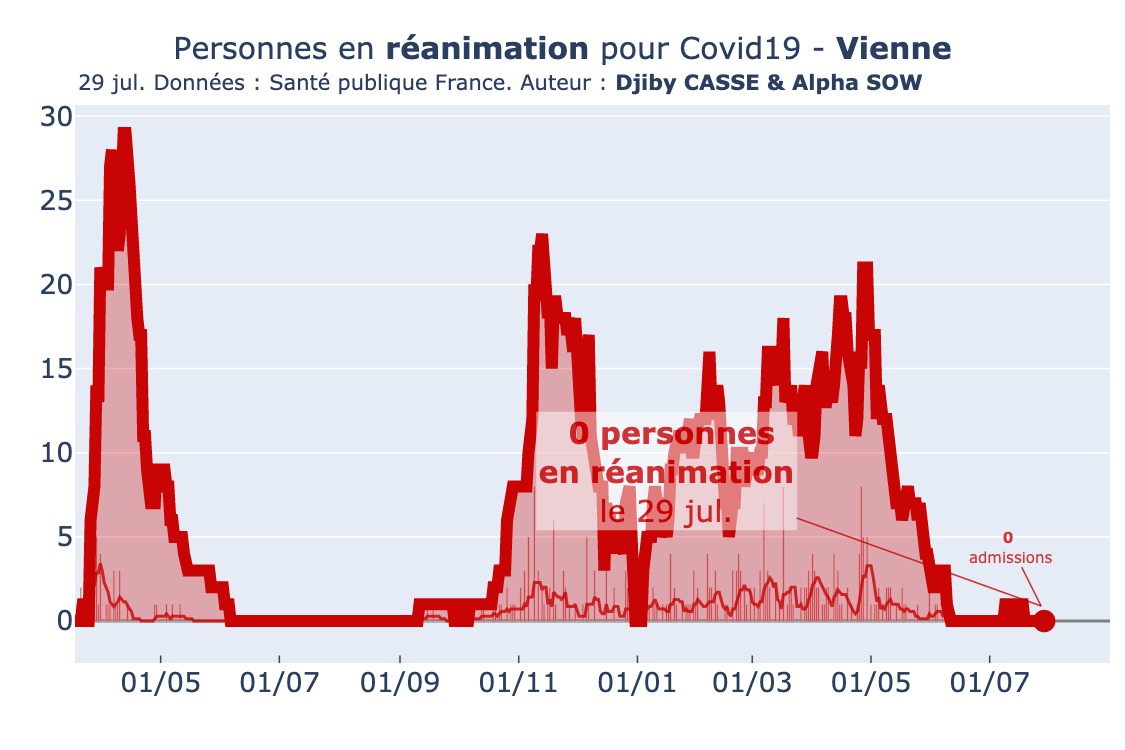 Personnes en réanimation pour Covid19 - Vienne
29 jul. Données : Santé publique France. Auteur : Djiby CASSE & Alpha SOW
30
25
20
15
10
5
0
0 personnes
en réanimation
le 29 jul.
0
admissions
01/05 01/07 01/09 01/11 01/01 01/03 01/05 01/07